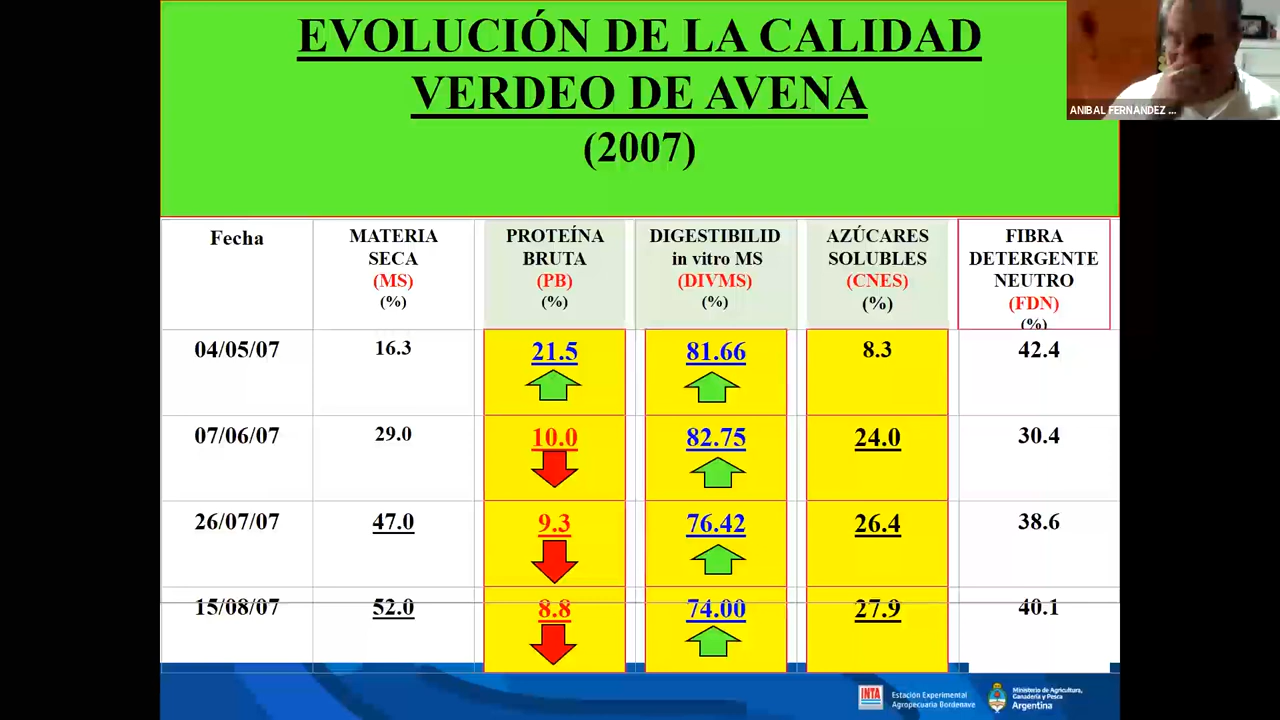 EVOLUCIÓN DE LA CALIDAD
VERDEO DE AVENA
(2007)
ANIBAL FERNANDEZ ...
Fecha
MATERIA
SECA
(MS)
(%)
PROTEÍNA
BRUTA
(PB)
(%)
DIGESTIBILID
in vitro MS
(DIVMS)
(%)
AZÚCARES
SOLUBLES
(CNES)
(%)
FIBRA
DETERGENTE
NEUTRO
(FDN)
(%)
04/05/07 16.3 21.5 81.66 8.3 42.4
07/06/07 29.0 10.0 82.75 24.0 30.4
26/07/07 47.0 9.3 76.42 26.4 38.6
15/08/07 52.0 8.8 74.00 27.9 40.1
INTA
Estación Experimental
Agropecuaria Bordenave
Ministerio de Agricultura,
Ganadería y Pesca
Argentina